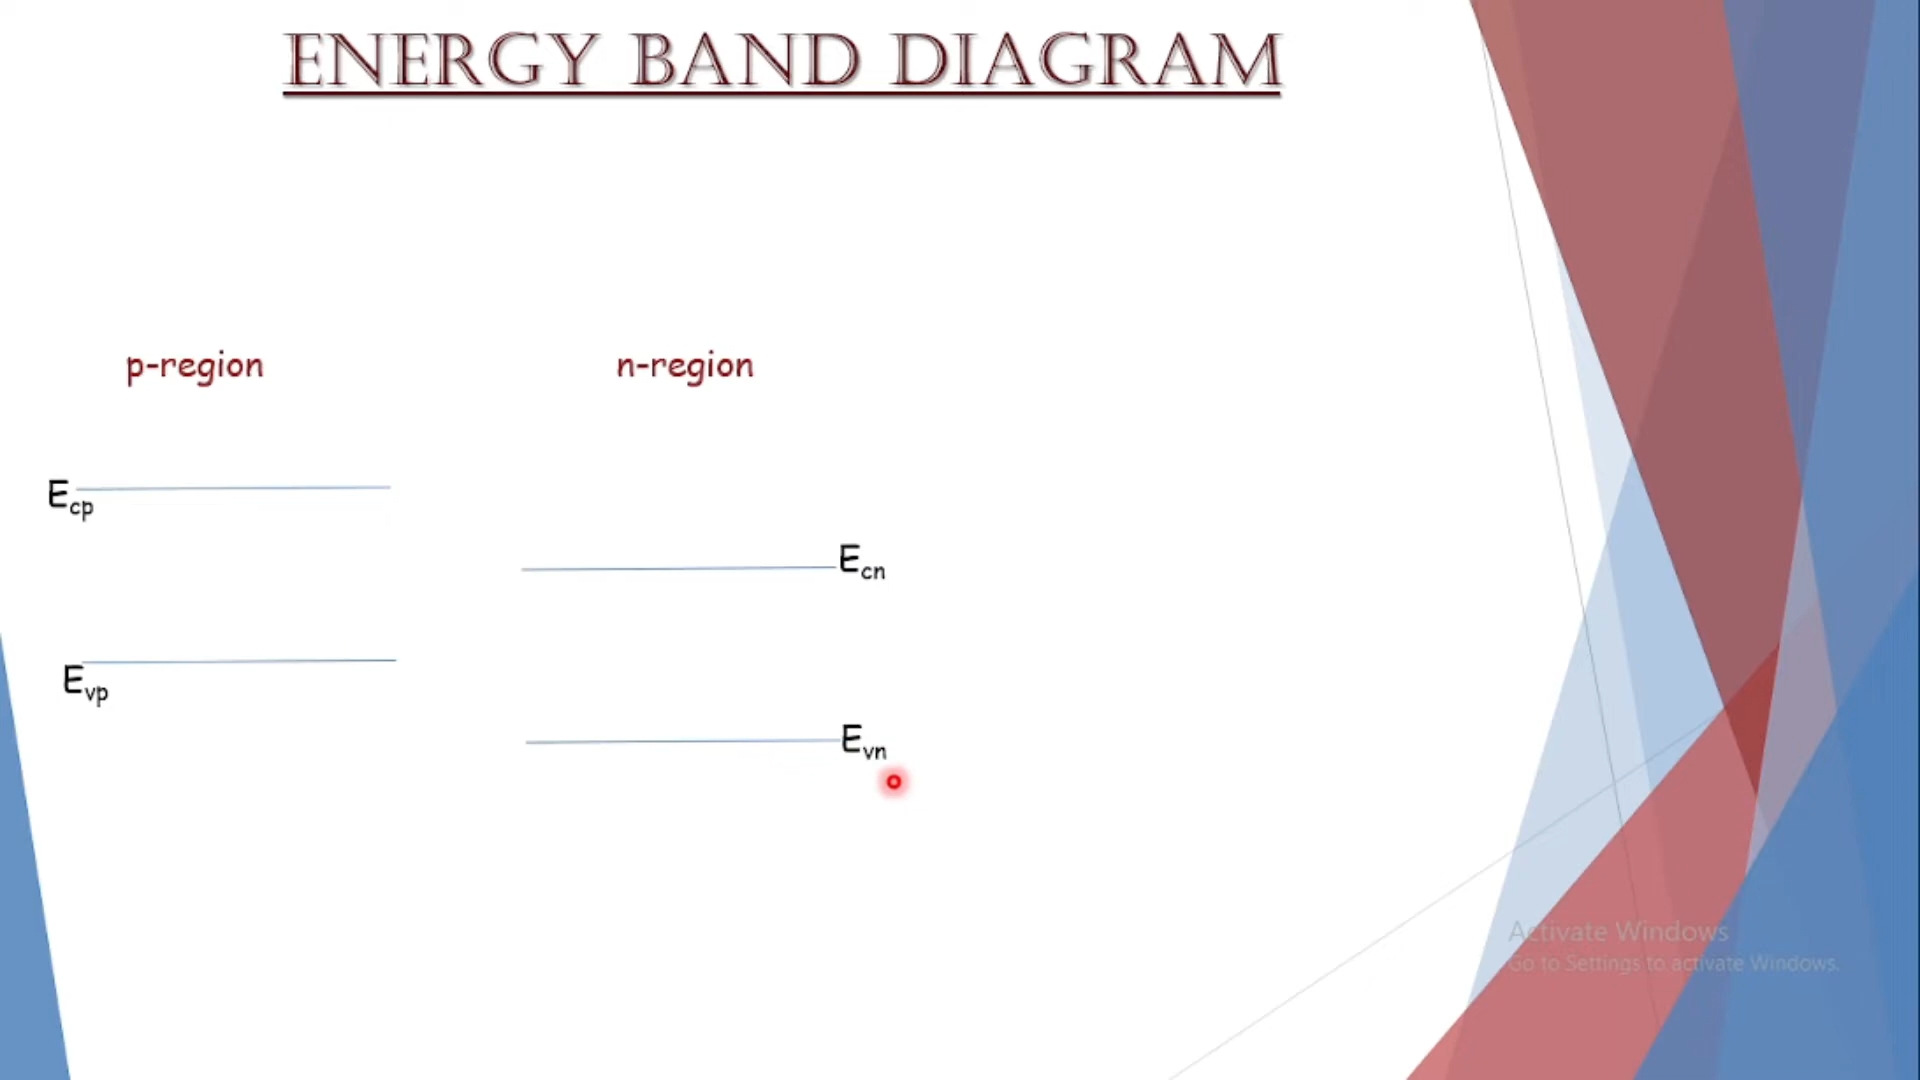 ENERGY BAND DIAGRAM
p-region
n-region
Ecp
Ecn
Evp
Evn
Activate Windows
Go to Settings to activate Windows.